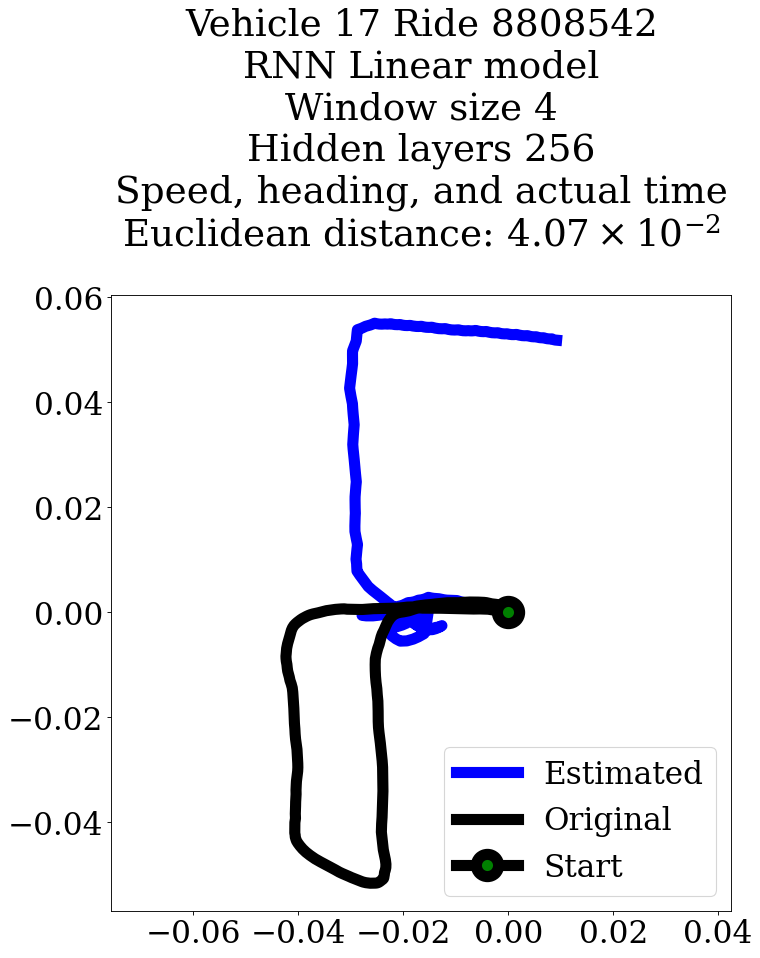 Vehicle 17 Ride 8808542
RNN Linear model
Window size 4
Hidden layers 256
Speed, heading, and actual time
Euclidean distance: 4.07 × 10⁻²
0.06
0.04
0.02
0.00
−0.02
−0.04
Estimated
Original
Start
−0.06 −0.04 −0.02 0.00 0.02 0.04